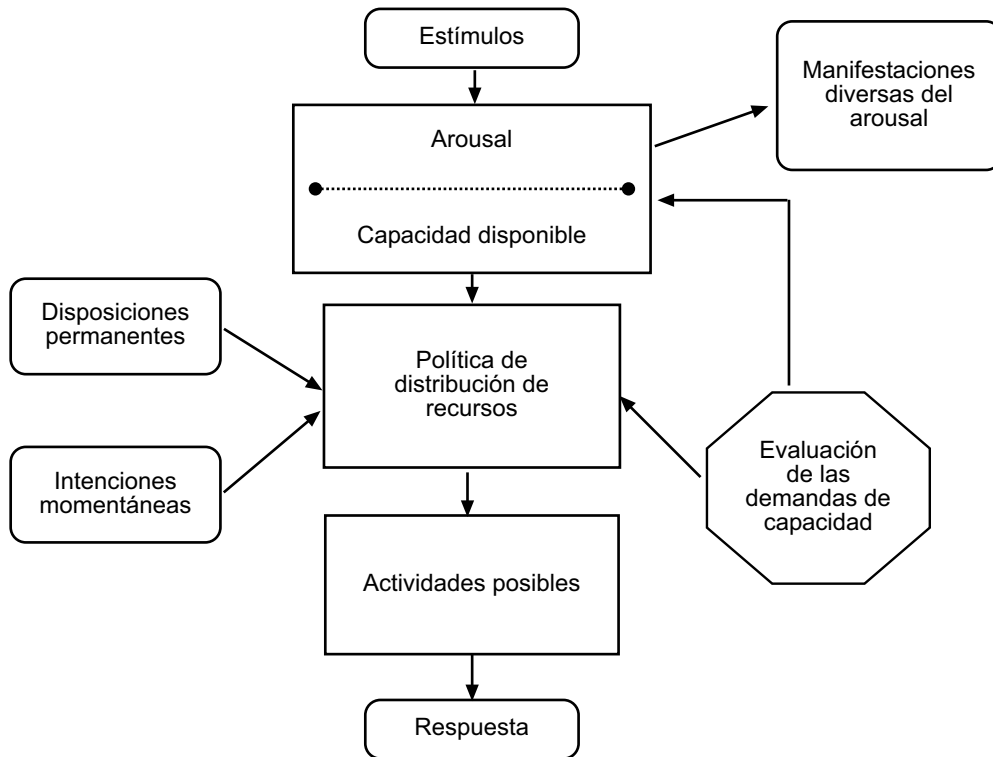 Estímulos
Manifestaciones
diversas del
arousal
Arousal
Capacidad disponible
Disposiciones
permanentes
Política de
distribución de
recursos
Intenciones
momentáneas
Evaluación
de las
demandas de
capacidad
Actividades posibles
Respuesta